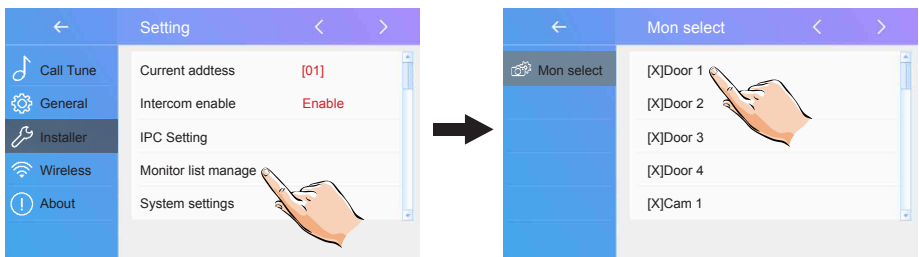 Setting
Call Tune
General
Installer
Wireless
About
Current addtess [01]
Intercom enable Enable
IPC Setting
Monitor list manage
System settings
Mon select
Mon select
[X]Door 1
[X]Door 2
[X]Door 3
[X]Door 4
[X]Cam 1